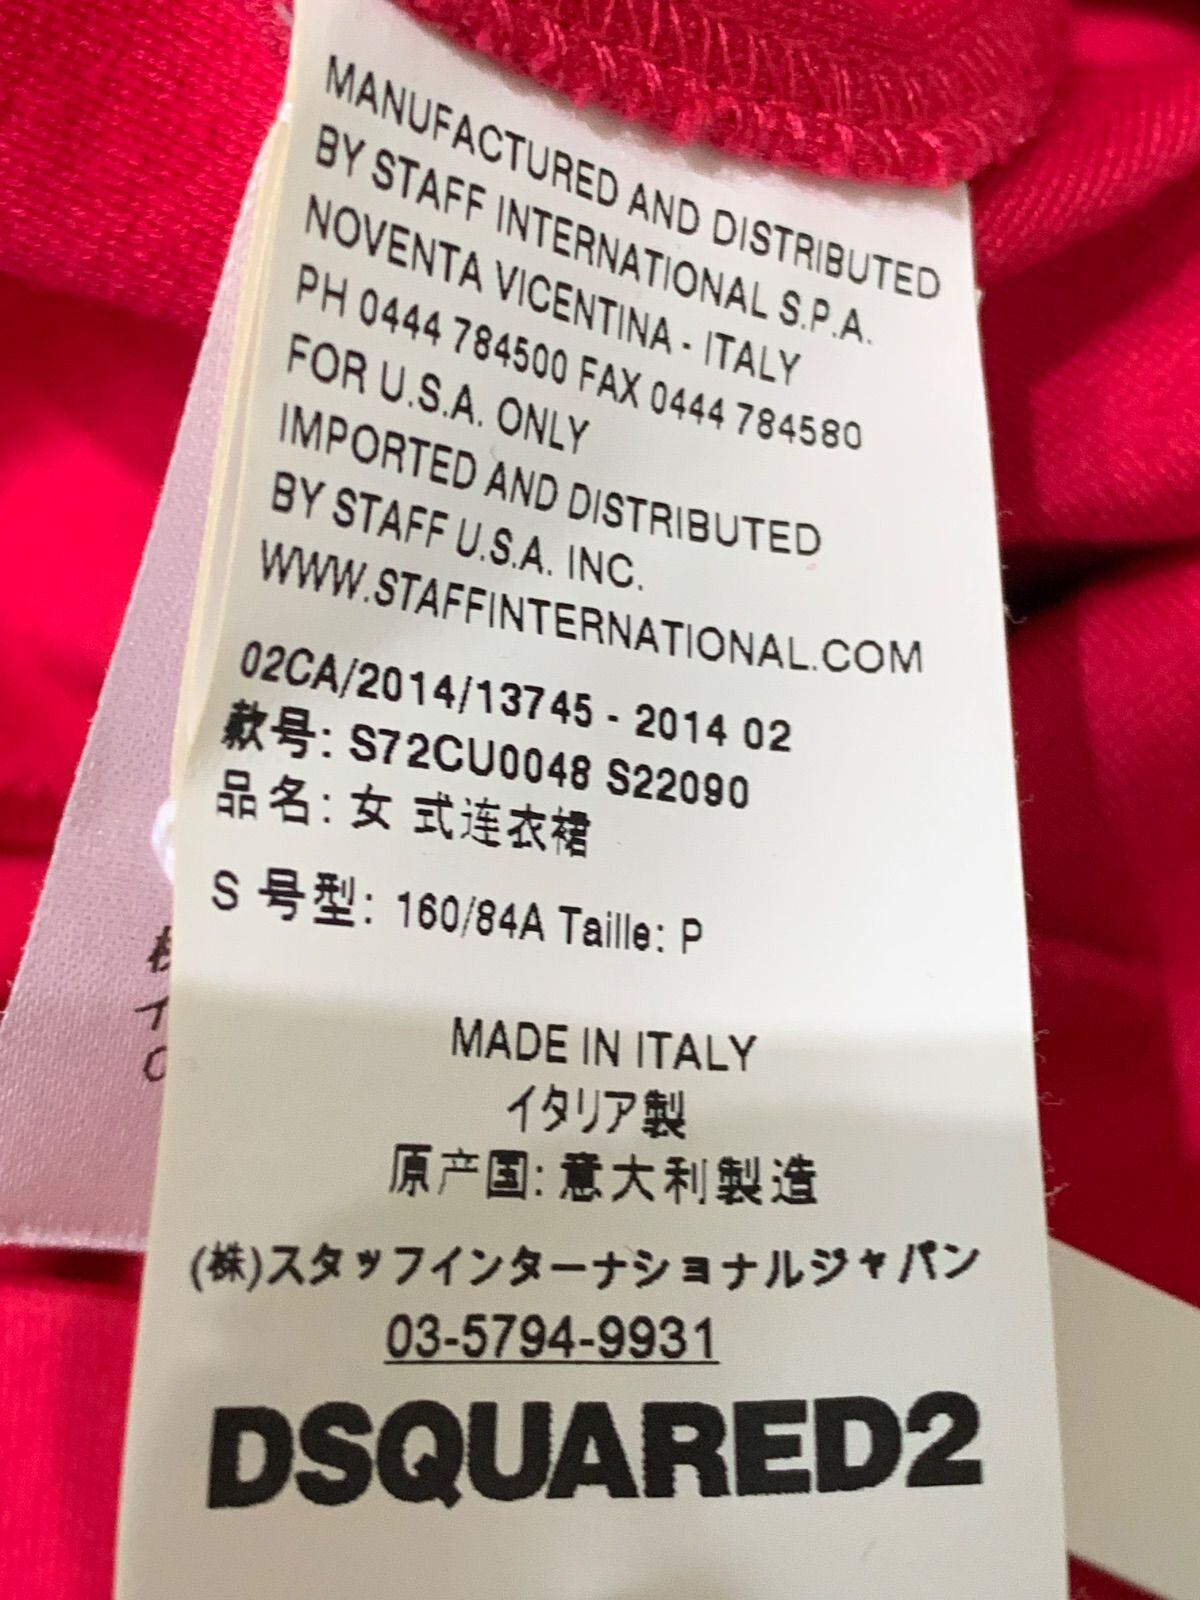 MANUFACTURED AND DISTRIBUTED
BY STAFF INTERNATIONAL S.P.A.
NOVENTA VICENTINA - ITALY
PH 0444 784500 FAX 0444 784580
FOR U.S.A. ONLY
IMPORTED AND DISTRIBUTED
BY STAFF U.S.A. INC.
WWW.STAFFINTERNATIONAL.COM
02CA/2014/13745 - 2014 02
款号: S72CU0048 S22090
品名: 女 式连衣裙
S 号型: 160/84A Taille: P
MADE IN ITALY
イタリア製
原产国: 意大利製造
(株)スタッフインターナショナルジャパン
03-5794-9931
DSQUARED2